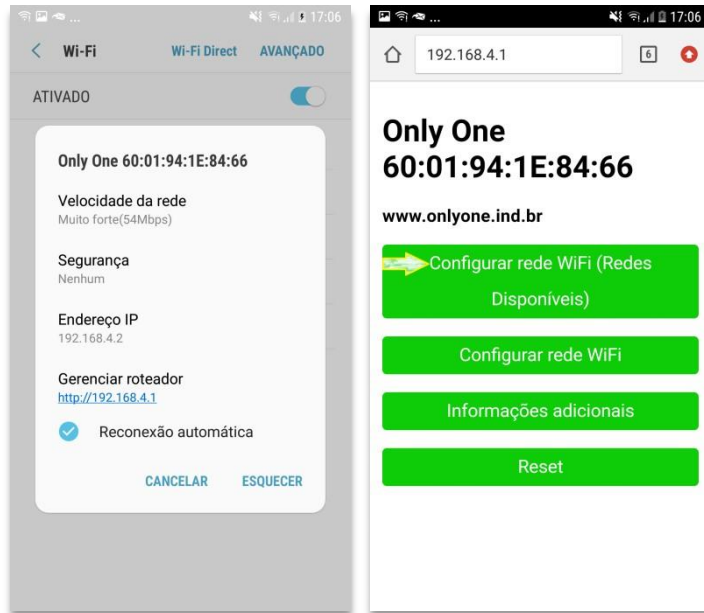 ... 17:06
Wi-Fi Wi-Fi Direct AVANÇADO
ATIVADO
Only One 60:01:94:1E:84:66
Velocidade da rede
Muito forte(54Mbps)
Segurança
Nenhum
Endereço IP
192.168.4.2
Gerenciar roteador
http://192.168.4.1
Reconexão automática
CANCELAR ESQUECER
... 17:06
192.168.4.1 6
Only One
60:01:94:1E:84:66
www.onlyone.ind.br
Configurar rede WiFi (Redes
Disponíveis)
Configurar rede WiFi
Informações adicionais
Reset